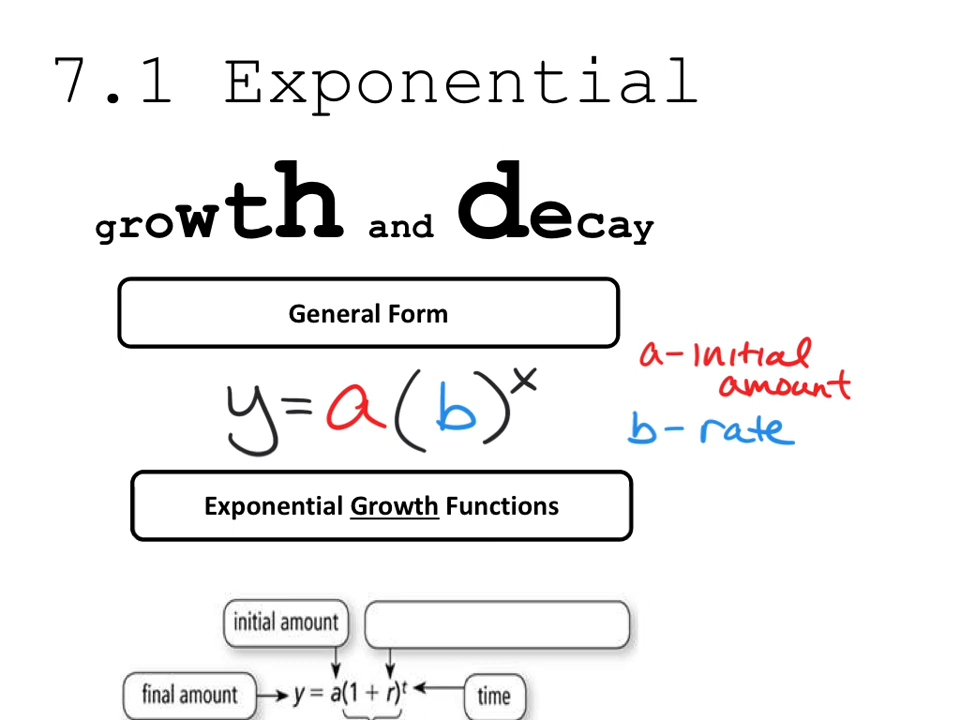 7.1 Exponential
growth and decay
General Form
y = a(b)ˣ
a - initial
amount
b - rate
Exponential Growth Functions
initial amount
final amount
y = a(1 + r)ᵗ
time